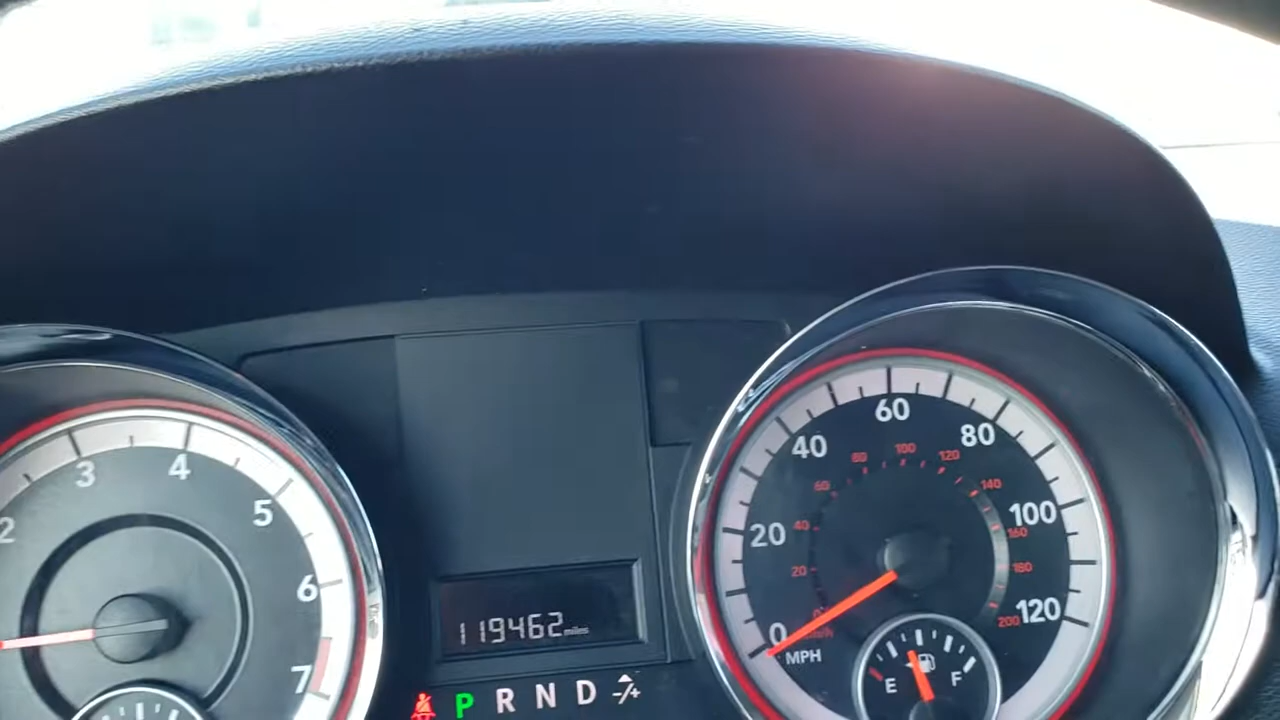 2 3 4 5 6 7
119462 miles
P R N D -/+
0 20 40 60 80 100 120
MPH
20 40 60 80 100 120 140 160 180 200
E F